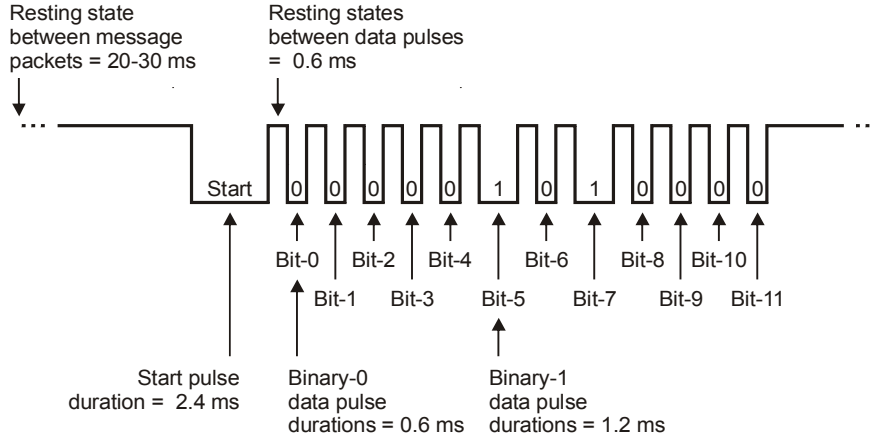 Resting state
between message
packets = 20-30 ms
Resting states
between data pulses
= 0.6 ms
Start 0 0 0 0 0 1 0 1 0 0 0 0
Bit-0 Bit-2 Bit-4 Bit-6 Bit-8 Bit-10
Bit-1 Bit-3 Bit-5 Bit-7 Bit-9 Bit-11
Start pulse
duration = 2.4 ms
Binary-0
data pulse
durations = 0.6 ms
Binary-1
data pulse
durations = 1.2 ms